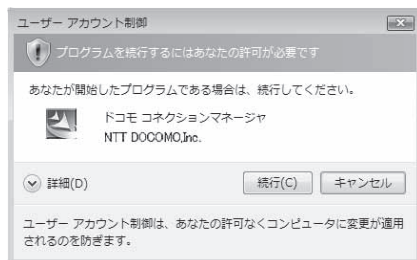 ユーザー アカウント制御
プログラムを続行するにはあなたの許可が必要です
あなたが開始したプログラムである場合は、続行してください。
ドコモ コネクションマネージャ
NTT DOCOMO,Inc.
詳細(D)
続行(C)
キャンセル
ユーザー アカウント制御は、あなたの許可なくコンピュータに変更が適用
されるのを防ぎます。